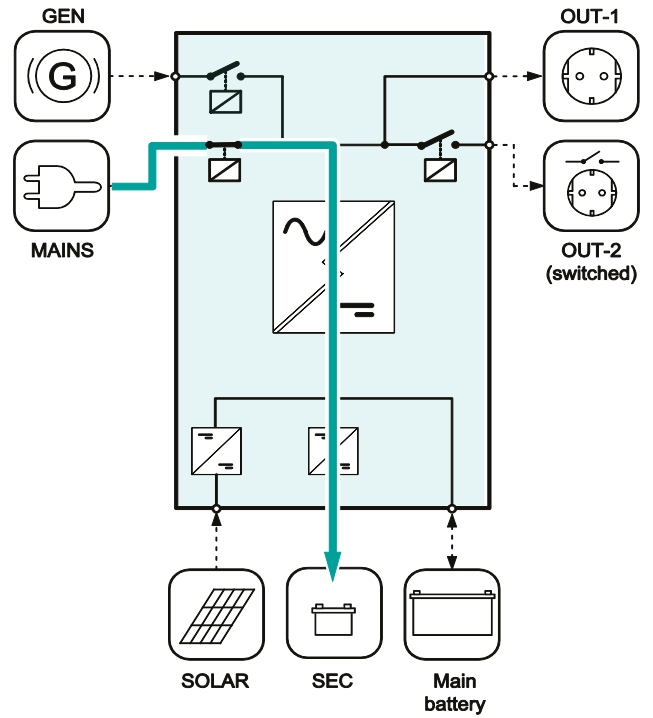 GEN
OUT-1
G
MAINS
OUT-2
(switched)
SOLAR
SEC
Main
battery